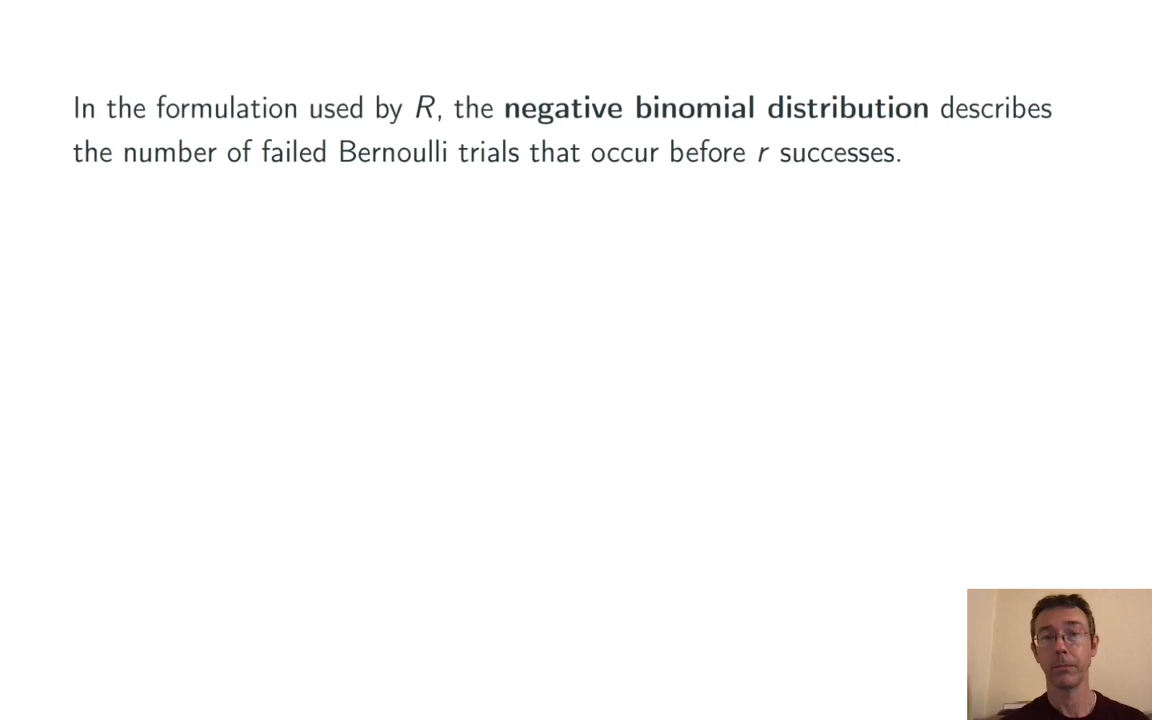 In the formulation used by R, the negative binomial distribution describes
the number of failed Bernoulli trials that occur before r successes.